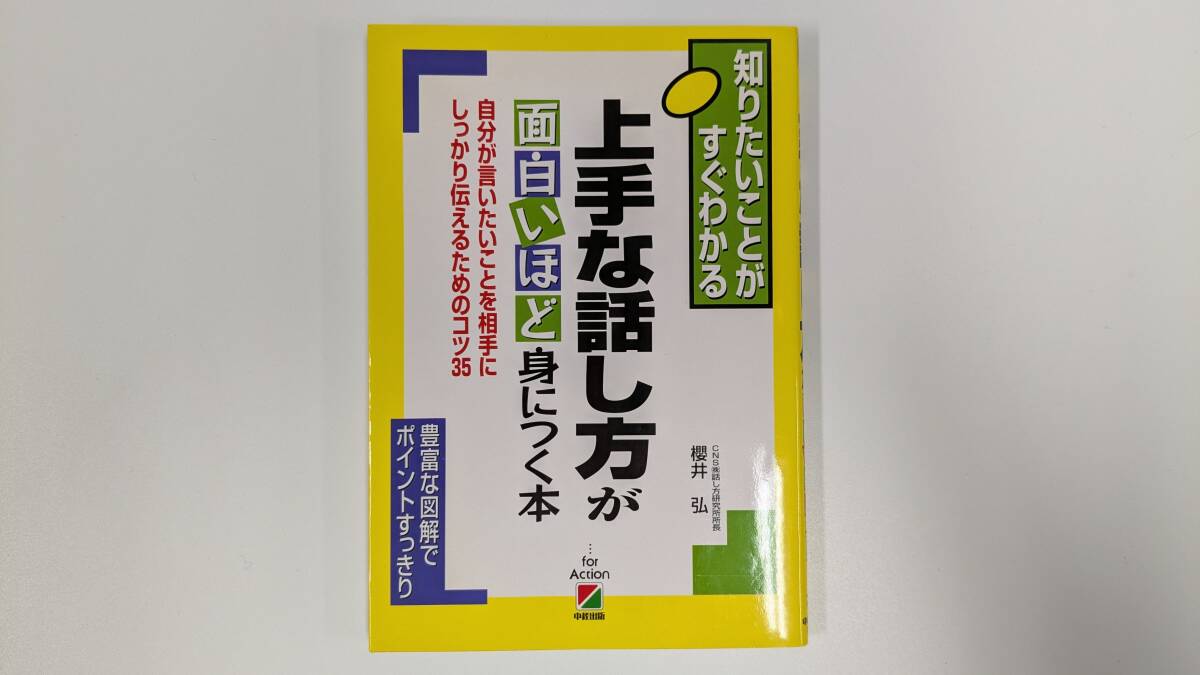 知りたいことが
すぐわかる
上手な話し方が
面白いほど身につく本
自分が言いたいことを相手に
しっかり伝えるためのコツ35
CNS㈱話し方研究所所長
櫻井 弘
豊富な図解で
ポイントすっきり
…for
Action
中経出版